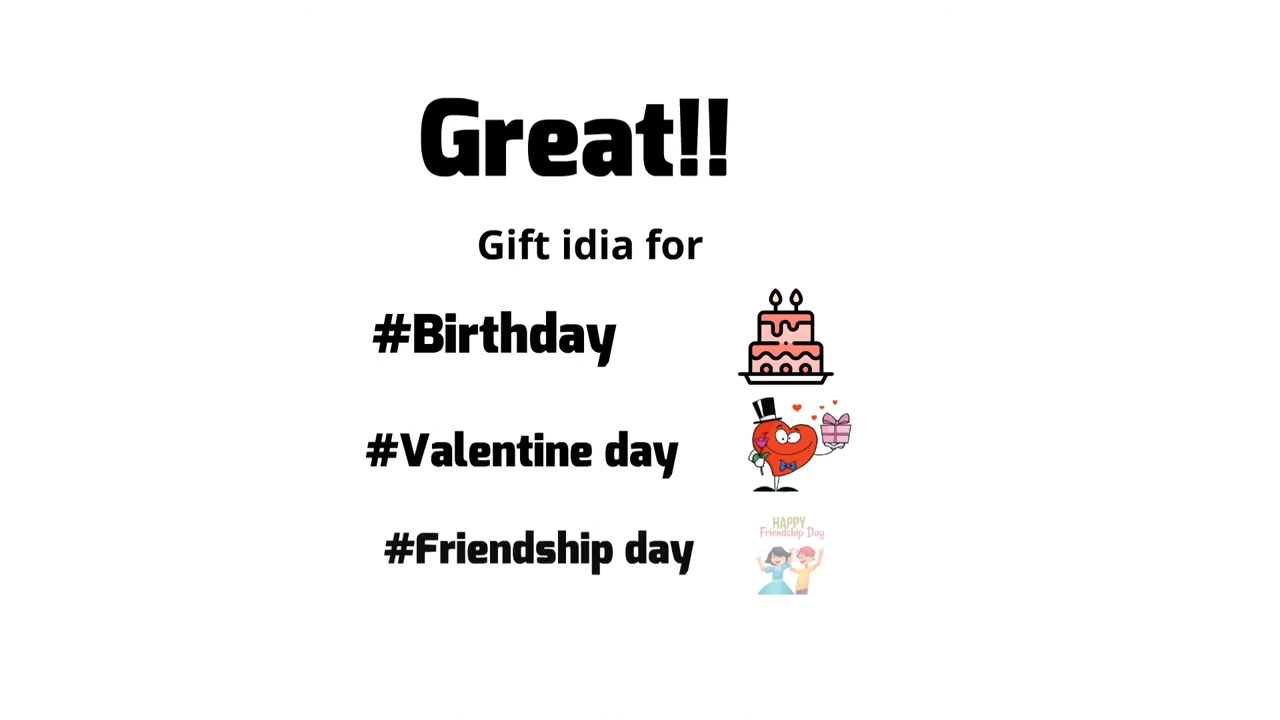 Great!!
Gift idia for
#Birthday
#Valentine day
#Friendship day
HAPPY
Friendship Day